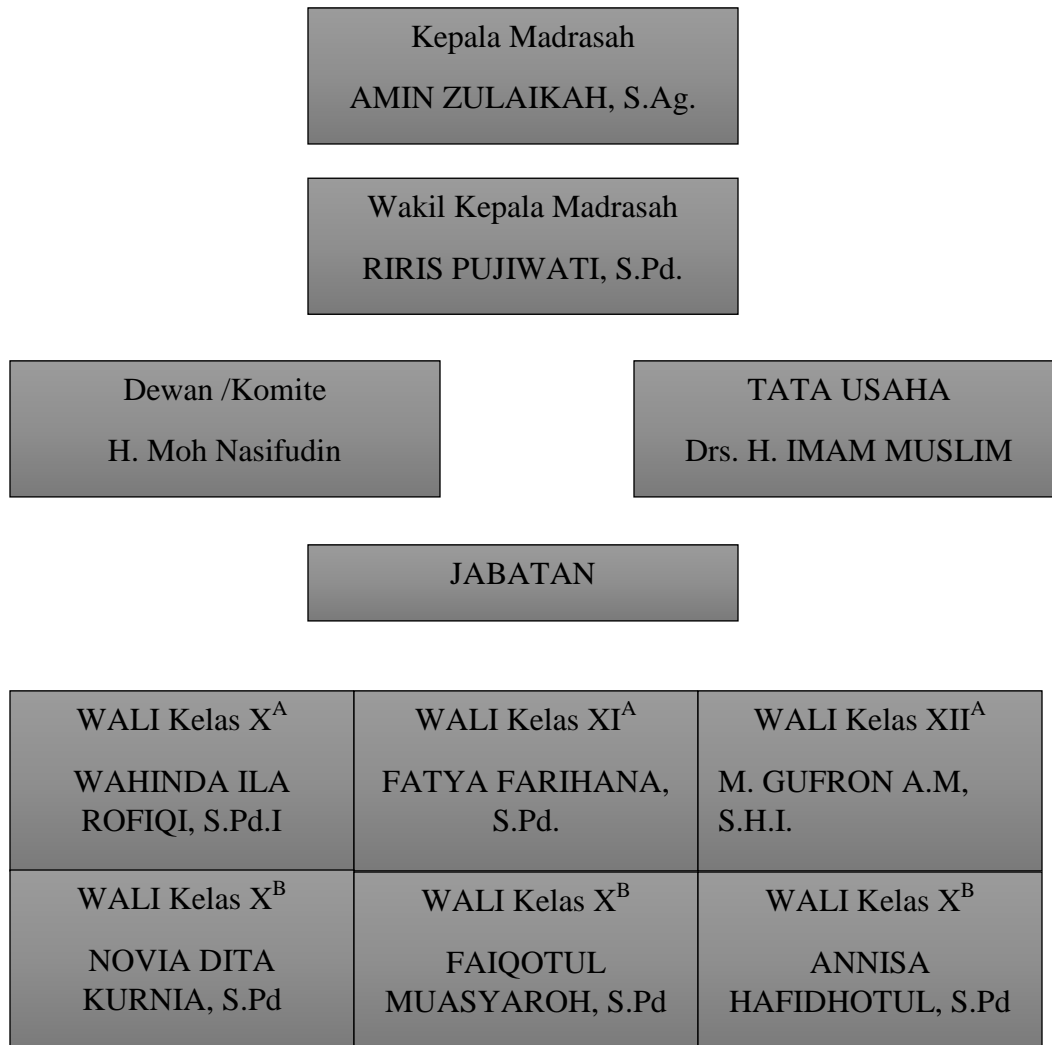 Kepala Madrasah
AMIN ZULAIKAH, S.Ag.
Wakil Kepala Madrasah
RIRIS PUJIWATI, S.Pd.
Dewan /Komite
H. Moh Nasifudin
TATA USAHA
Drs. H. IMAM MUSLIM
JABATAN
WALI Kelas X^A
WAHINDA ILA
ROFIQI, S.Pd.I
WALI Kelas XI^A
FATYA FARIHANA,
S.Pd.
WALI Kelas XII^A
M. GUFRON A.M,
S.H.I.
WALI Kelas X^B
NOVIA DITA
KURNIA, S.Pd
WALI Kelas X^B
FAIQOTUL
MUASYAROH, S.Pd
WALI Kelas X^B
ANNISA
HAFIDHOTUL, S.Pd